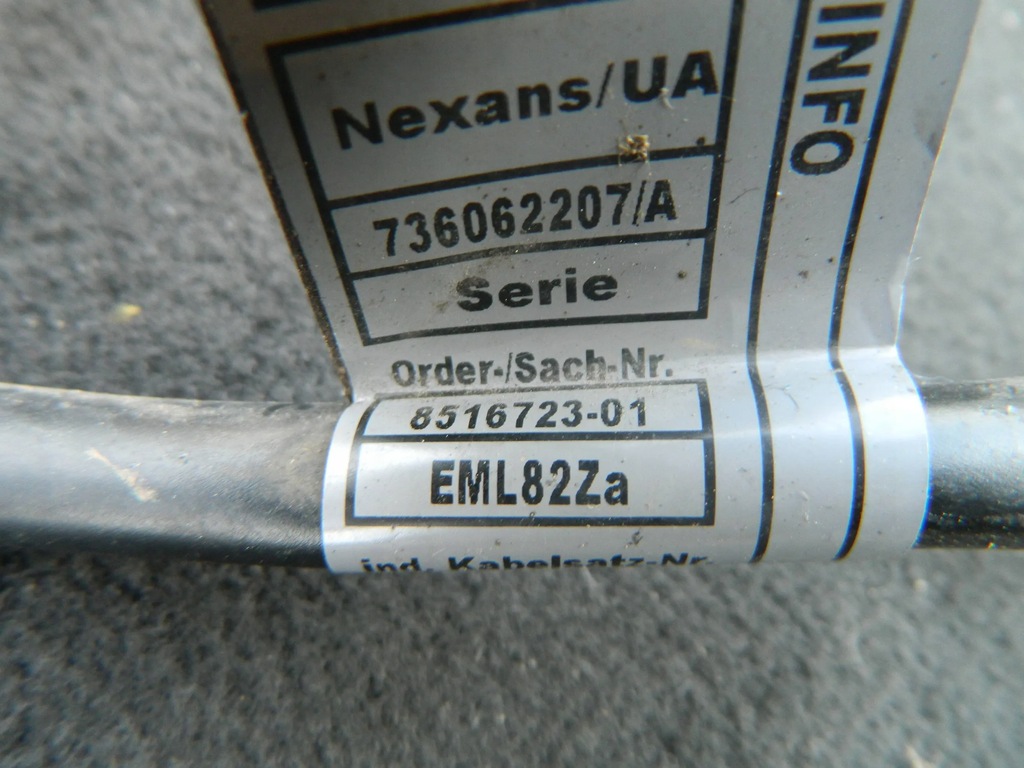 Nexans/UA
736062207/A
Serie
Order-/Sach-Nr.
8516723-01
EML82Za
ind. Kabelsatz-Nr.
INFO